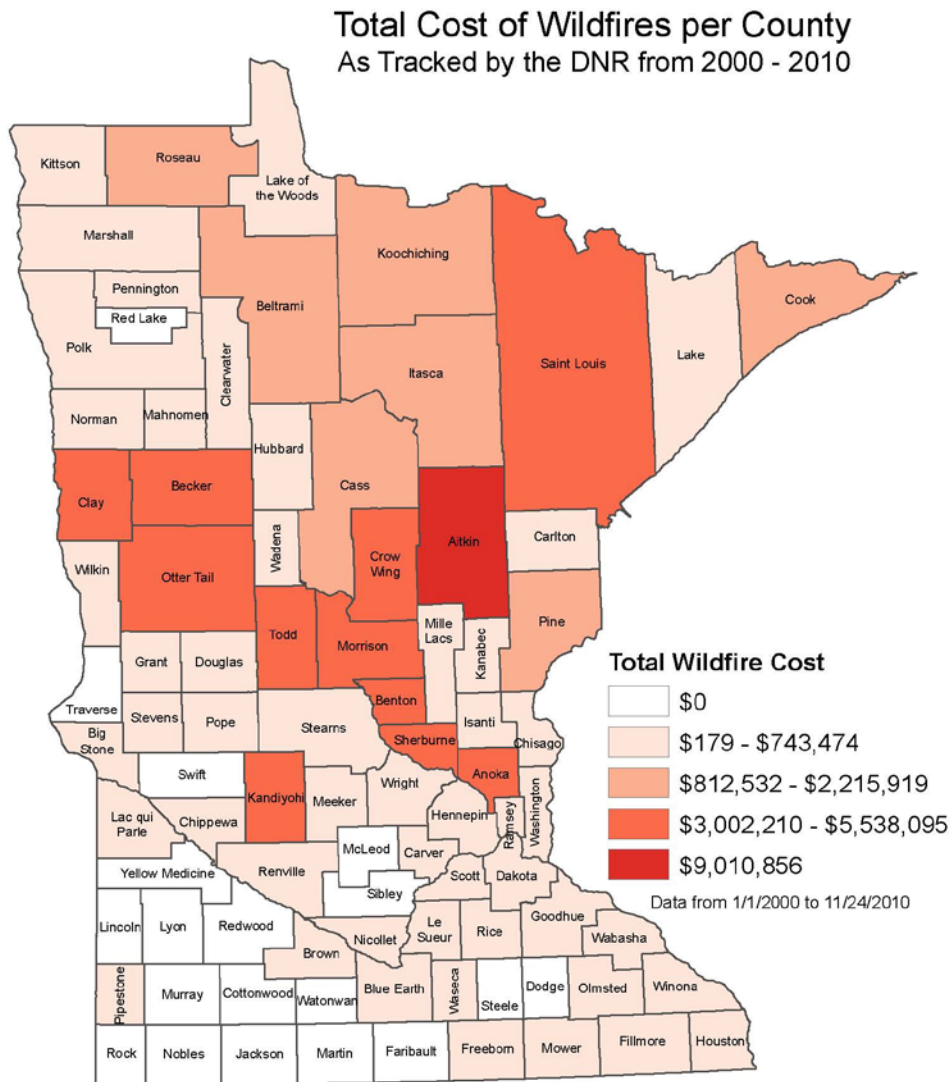 Total Cost of Wildfires per County
As Tracked by the DNR from 2000 - 2010
Kittson
Roseau
Lake of
the Woods
Marshall
Koochiching
Pennington
Beltrami
Cook
Red Lake
Polk
Clearwater
Itasca
Saint Louis
Lake
Norman
Mahnomen
Hubbard
Becker
Cass
Clay
Wadena
Crow
Wing
Aitkin
Carlton
Wilkin
Otter Tail
Mille
Lacs
Pine
Todd
Morrison
Kanabec
Grant
Douglas
Benton
Traverse
Stevens
Pope
Stearns
Isanti
Big
Stone
Sherburne
Chisago
Swift
Anoka
Kandiyohi
Meeker
Wright
Hennepin
Ramsey
Washington
Lac qui
Parle
Chippewa
McLeod
Carver
Yellow Medicine
Renville
Scott
Dakota
Sibley
Lincoln
Lyon
Redwood
Le
Sueur
Rice
Goodhue
Nicollet
Wabasha
Brown
Pipestone
Murray
Cottonwood
Watonwan
Blue Earth
Waseca
Steele
Dodge
Olmsted
Winona
Rock
Nobles
Jackson
Martin
Faribault
Freeborn
Mower
Fillmore
Houston
Total Wildfire Cost
$0
$179 - $743,474
$812,532 - $2,215,919
$3,002,210 - $5,538,095
$9,010,856
Data from 1/1/2000 to 11/24/2010